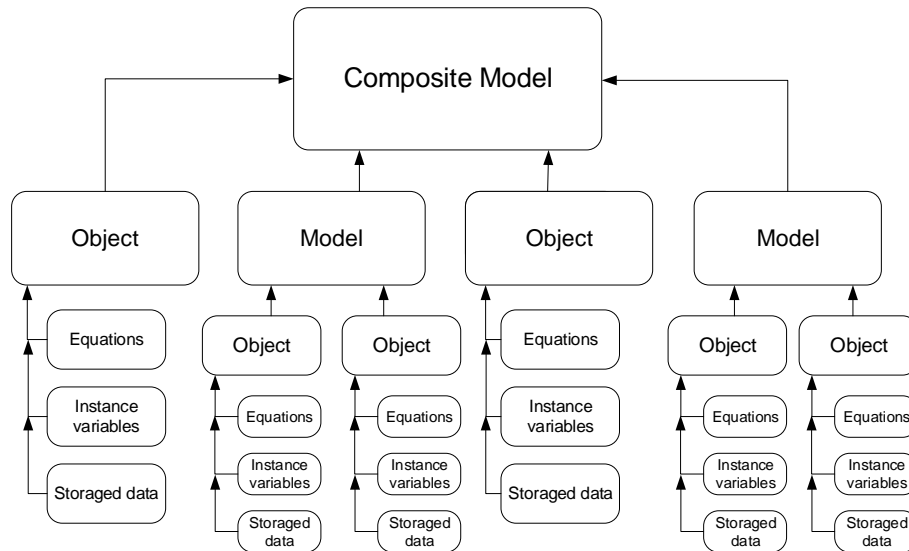 Composite Model
Object
Model
Object
Model
Equations
Instance
variables
Storaged data
Object
Equations
Instance
variables
Storaged data
Object
Equations
Instance
variables
Storaged data
Equations
Instance
variables
Storaged data
Object
Equations
Instance
variables
Storaged data
Object
Equations
Instance
variables
Storaged data